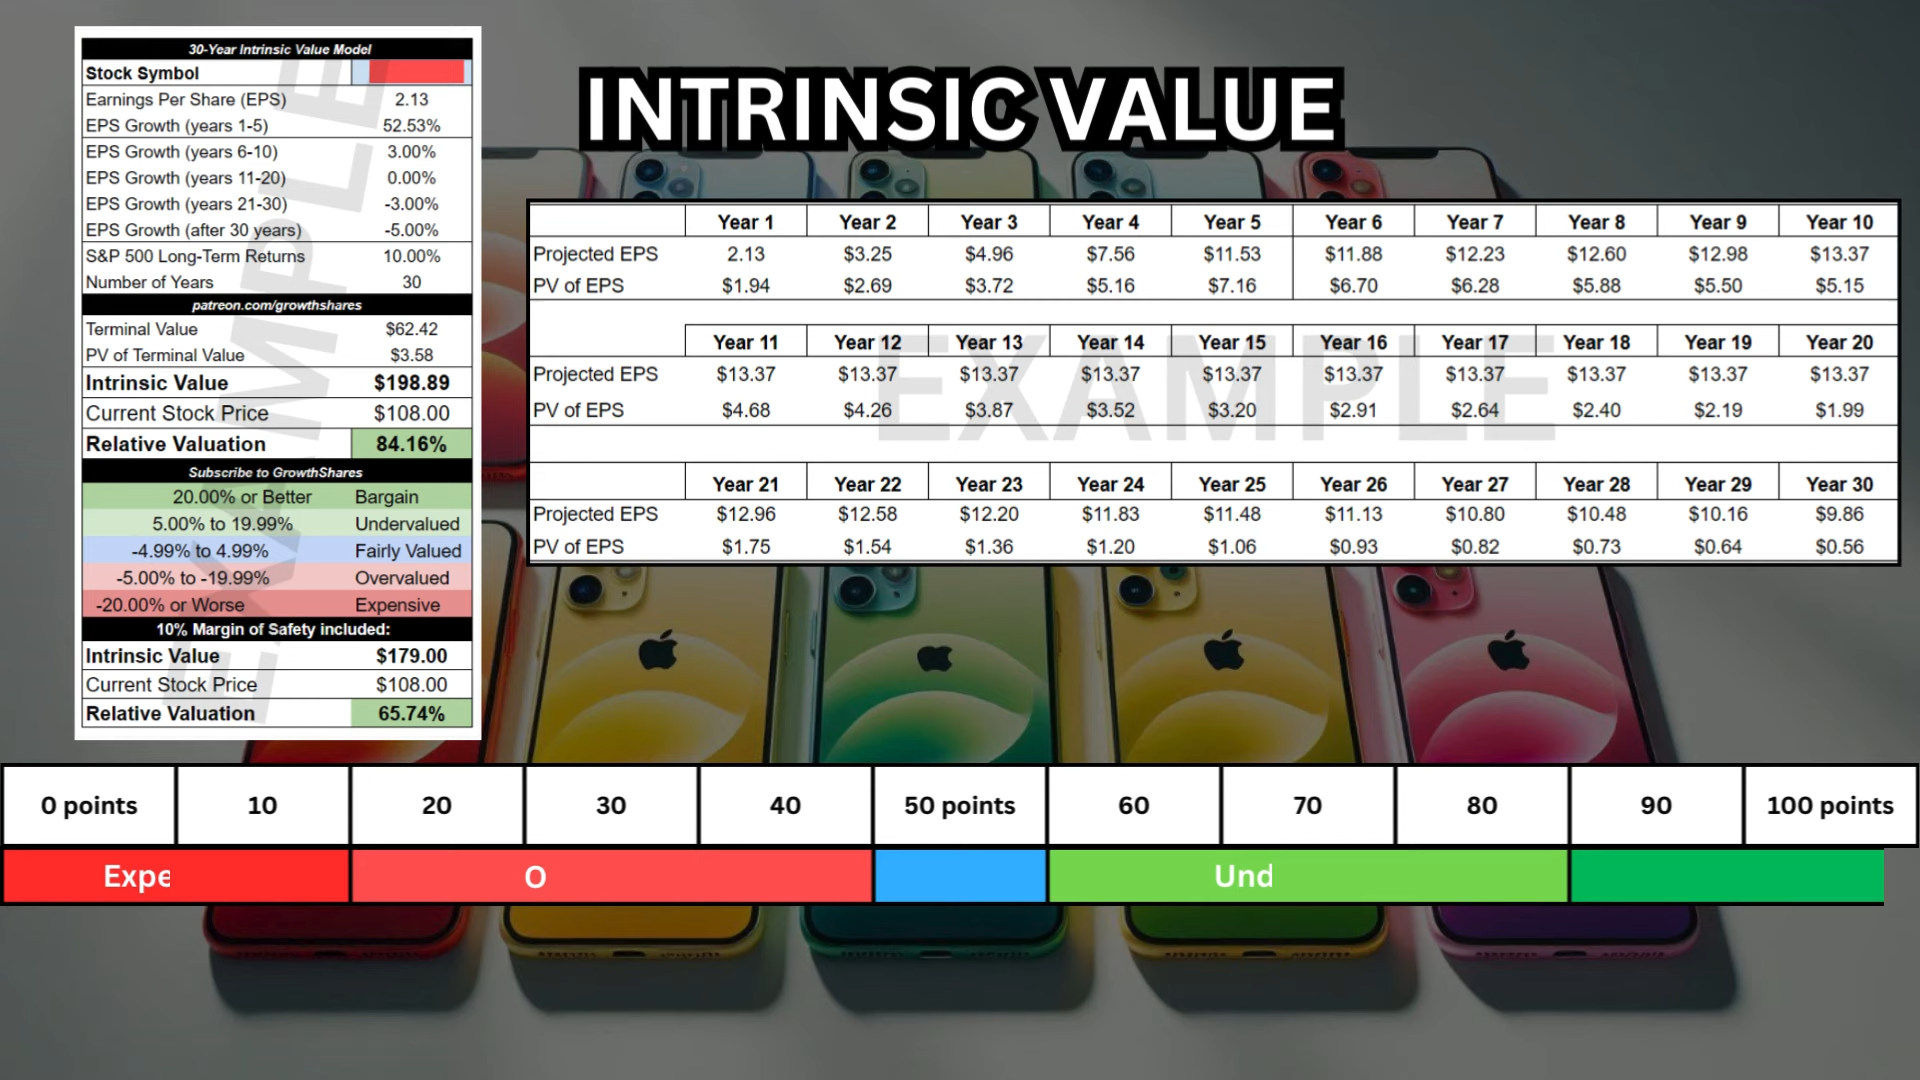 INTRINSIC VALUE
30-Year Intrinsic Value Model
Stock Symbol
Earnings Per Share (EPS) 2.13
EPS Growth (years 1-5) 52.53%
EPS Growth (years 6-10) 3.00%
EPS Growth (years 11-20) 0.00%
EPS Growth (years 21-30) -3.00%
EPS Growth (after 30 years) -5.00%
S&P 500 Long-Term Returns 10.00%
Number of Years 30
patreon.com/growthshares
Terminal Value $62.42
PV of Terminal Value $3.58
Intrinsic Value $198.89
Current Stock Price $108.00
Relative Valuation 84.16%
Subscribe to GrowthShares
20.00% or Better Bargain
5.00% to 19.99% Undervalued
-4.99% to 4.99% Fairly Valued
-5.00% to -19.99% Overvalued
-20.00% or Worse Expensive
10% Margin of Safety included:
Intrinsic Value $179.00
Current Stock Price $108.00
Relative Valuation 65.74%
EXAMPLE
Year 1 Year 2 Year 3 Year 4 Year 5 Year 6 Year 7 Year 8 Year 9 Year 10
Projected EPS 2.13 $3.25 $4.96 $7.56 $11.53 $11.88 $12.23 $12.60 $12.98 $13.37
PV of EPS $1.94 $2.69 $3.72 $5.16 $7.16 $6.70 $6.28 $5.88 $5.50 $5.15
Year 11 Year 12 Year 13 Year 14 Year 15 Year 16 Year 17 Year 18 Year 19 Year 20
Projected EPS $13.37 $13.37 $13.37 $13.37 $13.37 $13.37 $13.37 $13.37 $13.37 $13.37
PV of EPS $4.68 $4.26 $3.87 $3.52 $3.20 $2.91 $2.64 $2.40 $2.19 $1.99
EXAMPLE
Year 21 Year 22 Year 23 Year 24 Year 25 Year 26 Year 27 Year 28 Year 29 Year 30
Projected EPS $12.96 $12.58 $12.20 $11.83 $11.48 $11.13 $10.80 $10.48 $10.16 $9.86
PV of EPS $1.75 $1.54 $1.36 $1.20 $1.06 $0.93 $0.82 $0.73 $0.64 $0.56
0 points 10 20 30 40 50 points 60 70 80 90 100 points
Expe O Und